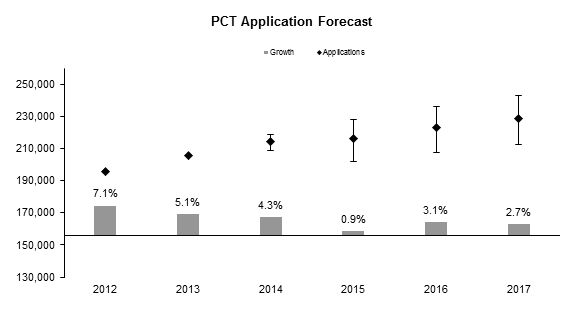 PCT Application Forecast
Growth Applications
250,000
230,000
210,000
190,000
7.1% 5.1% 4.3% 0.9% 3.1% 2.7%
170,000
150,000
130,000
2012 2013 2014 2015 2016 2017